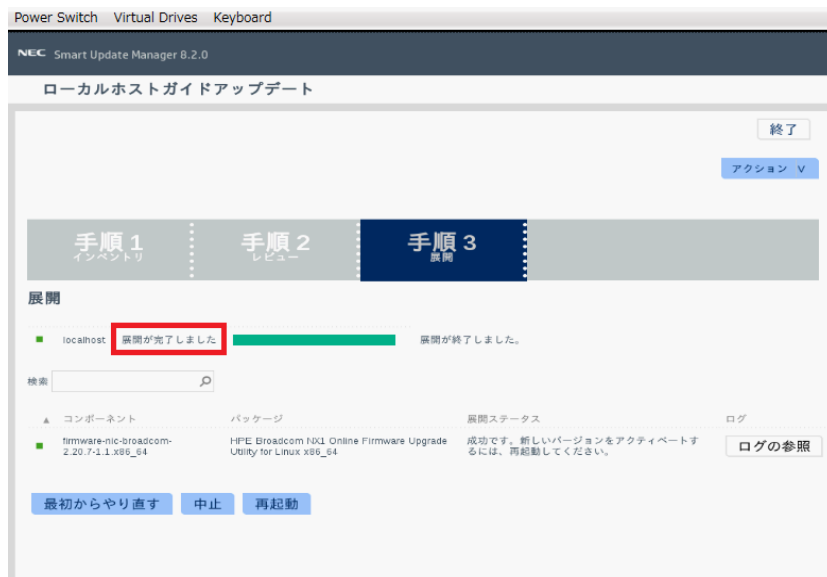 Power Switch Virtual Drives Keyboard
NEC Smart Update Manager 8.2.0
ローカルホストガイドアップデート
終了
アクション ∨
手順 1
インベントリ
手順 2
レビュー
手順 3
展開
展開
localhost 展開が完了しました 展開が終了しました。
検索
コンポーネント パッケージ 展開ステータス ログ
firmware-nic-broadcom- HPE Broadcom NX1 Online Firmware Upgrade 成功です。新しいバージョンをアクティベートす
2.20.7-1.1.x86_64 Utility for Linux x86_64 るには、再起動してください。
ログの参照
最初からやり直す 中止 再起動